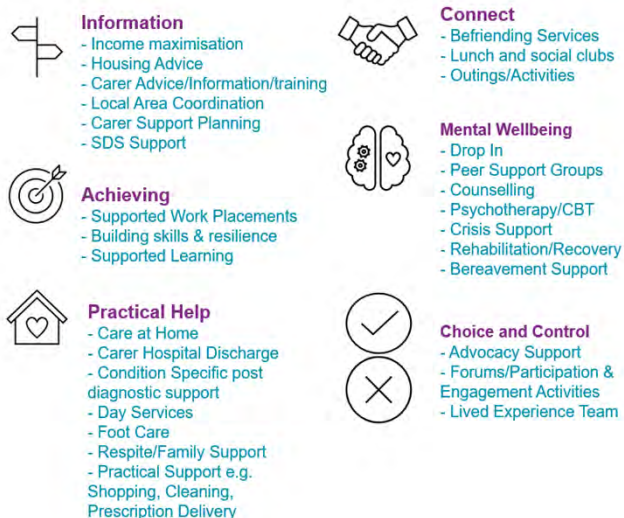 Information
- Income maximisation
- Housing Advice
- Carer Advice/Information/training
- Local Area Coordination
- Carer Support Planning
- SDS Support
Achieving
- Supported Work Placements
- Building skills & resilience
- Supported Learning
Practical Help
- Care at Home
- Carer Hospital Discharge
- Condition Specific post
diagnostic support
- Day Services
- Foot Care
- Respite/Family Support
- Practical Support e.g.
Shopping, Cleaning,
Prescription Delivery
Connect
- Befriending Services
- Lunch and social clubs
- Outings/Activities
Mental Wellbeing
- Drop In
- Peer Support Groups
- Counselling
- Psychotherapy/CBT
- Crisis Support
- Rehabilitation/Recovery
- Bereavement Support
Choice and Control
- Advocacy Support
- Forums/Participation &
Engagement Activities
- Lived Experience Team